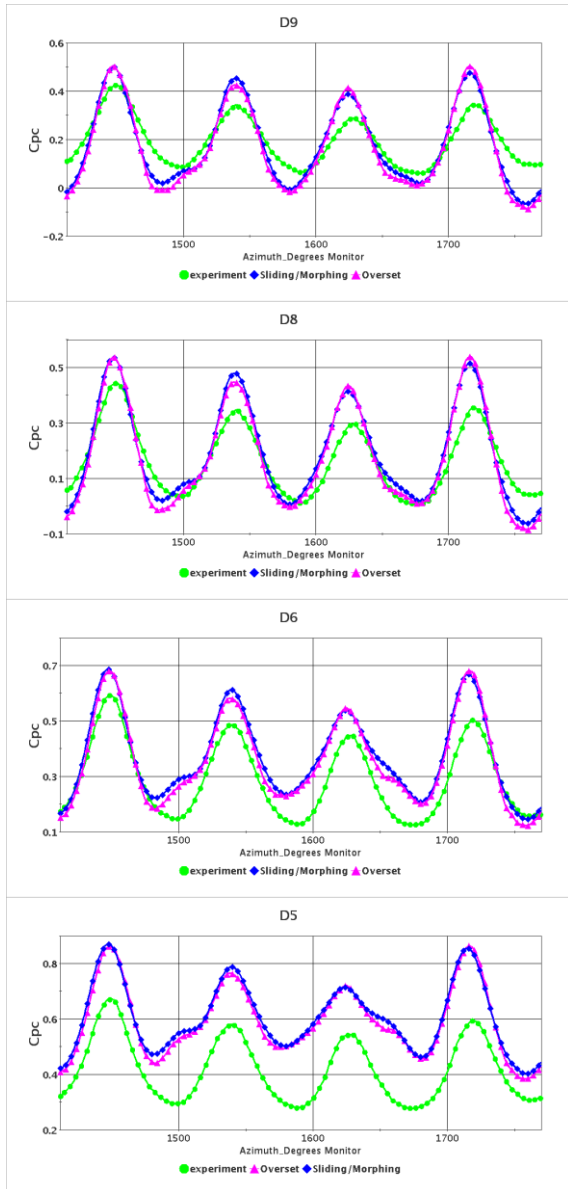 D9
0.6
0.4
0.2
0
−0.2
Cpc
1500 1600 1700
Azimuth_Degrees Monitor
experiment Sliding/Morphing Overset
D8
0.5
0.3
0.1
−0.1
Cpc
1500 1600 1700
Azimuth_Degrees Monitor
experiment Sliding/Morphing Overset
D6
0.7
0.5
0.3
0.1
Cpc
1500 1600 1700
Azimuth_Degrees Monitor
experiment Sliding/Morphing Overset
D5
0.8
0.6
0.4
0.2
Cpc
1500 1600 1700
Azimuth_Degrees Monitor
experiment Overset Sliding/Morphing